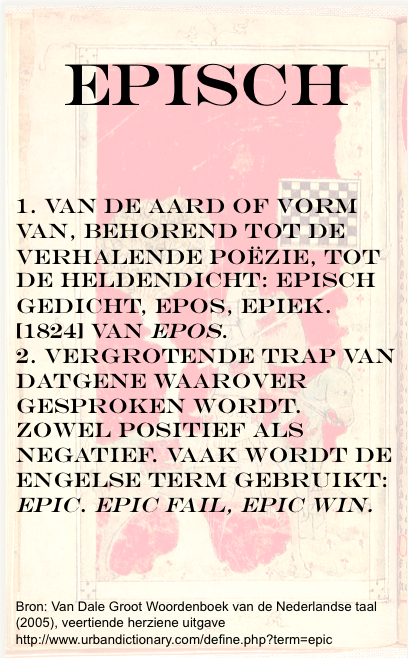 EPISCH
1. VAN DE AARD OF VORM
VAN, BEHOREND TOT DE
VERHALENDE POËZIE, TOT
DE HELDENDICHT: EPISCH
GEDICHT, EPOS, EPIEK.
[1824] VAN EPOS.
2. VERGROTENDE TRAP VAN
DATGENE WAAROVER
GESPROKEN WORDT.
ZOWEL POSITIEF ALS
NEGATIEF. VAAK WORDT DE
ENGELSE TERM GEBRUIKT:
EPIC. EPIC FAIL, EPIC WIN.
Bron: Van Dale Groot Woordenboek van de Nederlandse taal
(2005), veertiende herziene uitgave
http://www.urbandictionary.com/define.php?term=epic